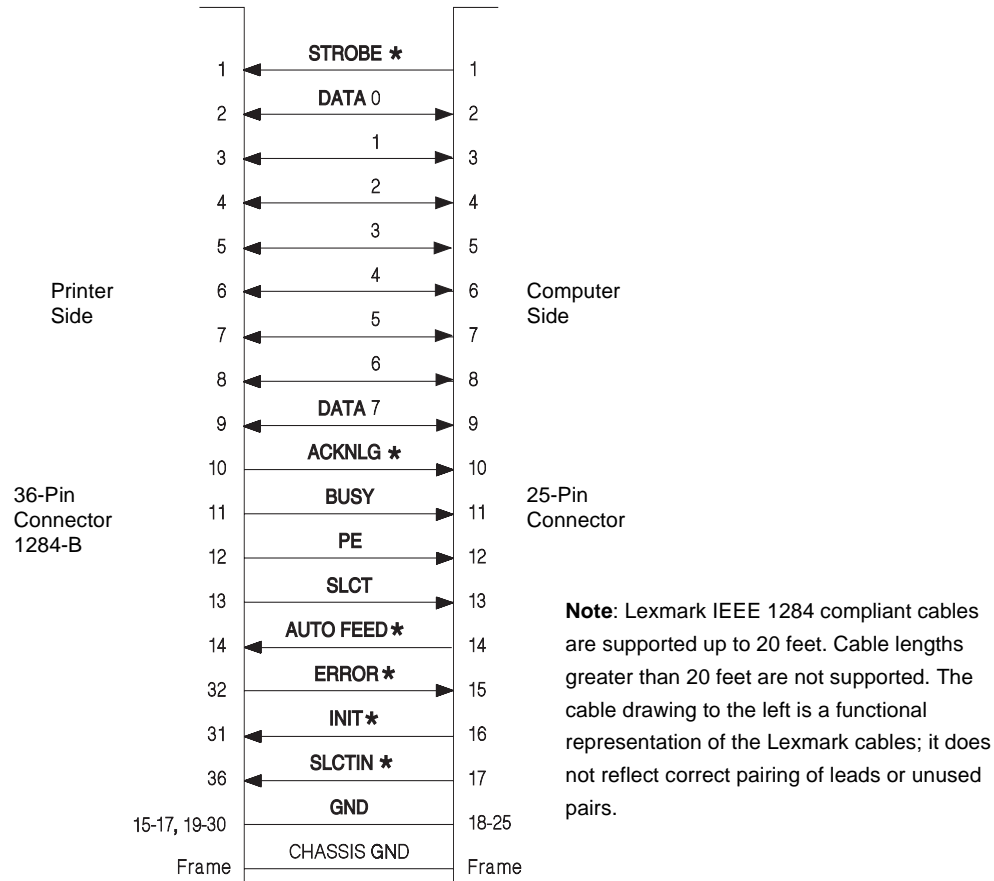 STROBE *
1 1
DATA 0
2 2
1
3 3
2
4 4
3
5 5
4
Printer
Side
6 6
Computer
Side
5
7 7
6
8 8
DATA 7
9 9
ACKNLG *
10 10
36-Pin
Connector
1284-B
BUSY
11 11
25-Pin
Connector
PE
12 12
SLCT
13 13
AUTO FEED *
14 14
ERROR *
32 15
INIT *
31 16
SLCTIN *
36 17
GND
15-17, 19-30 18-25
CHASSIS GND
Frame Frame
Note: Lexmark IEEE 1284 compliant cables
are supported up to 20 feet. Cable lengths
greater than 20 feet are not supported. The
cable drawing to the left is a functional
representation of the Lexmark cables; it does
not reflect correct pairing of leads or unused
pairs.